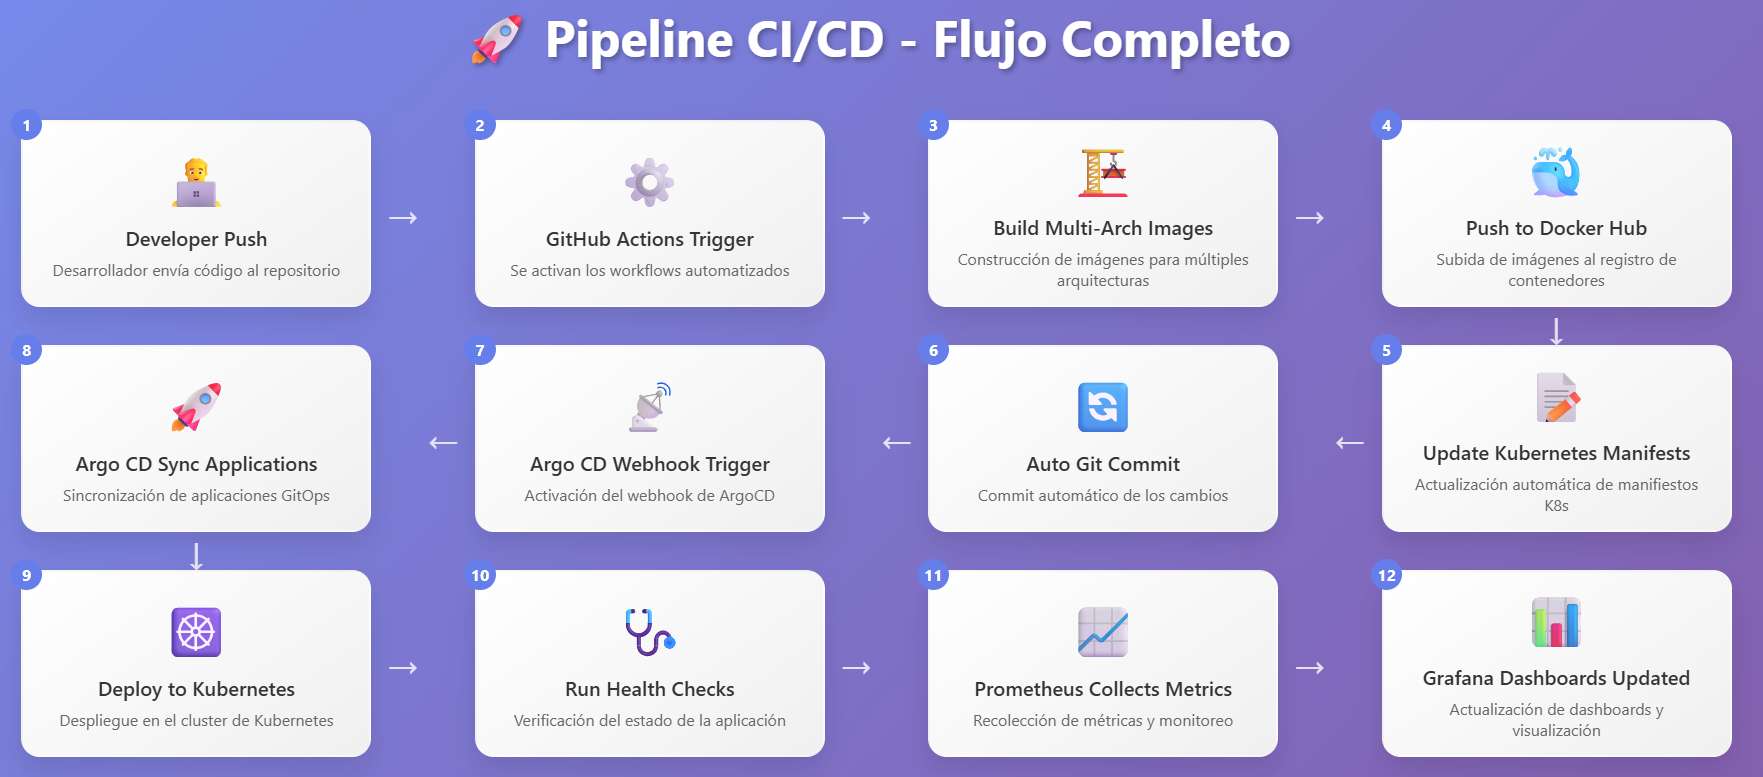 Pipeline CI/CD - Flujo Completo
1
Developer Push
Desarrollador envía código al repositorio
2
GitHub Actions Trigger
Se activan los workflows automatizados
3
Build Multi-Arch Images
Construcción de imágenes para múltiples
arquitecturas
4
Push to Docker Hub
Subida de imágenes al registro de
contenedores
5
Update Kubernetes Manifests
Actualización automática de manifiestos
K8s
6
Auto Git Commit
Commit automático de los cambios
7
Argo CD Webhook Trigger
Activación del webhook de ArgoCD
8
Argo CD Sync Applications
Sincronización de aplicaciones GitOps
9
Deploy to Kubernetes
Despliegue en el cluster de Kubernetes
10
Run Health Checks
Verificación del estado de la aplicación
11
Prometheus Collects Metrics
Recolección de métricas y monitoreo
12
Grafana Dashboards Updated
Actualización de dashboards y
visualización